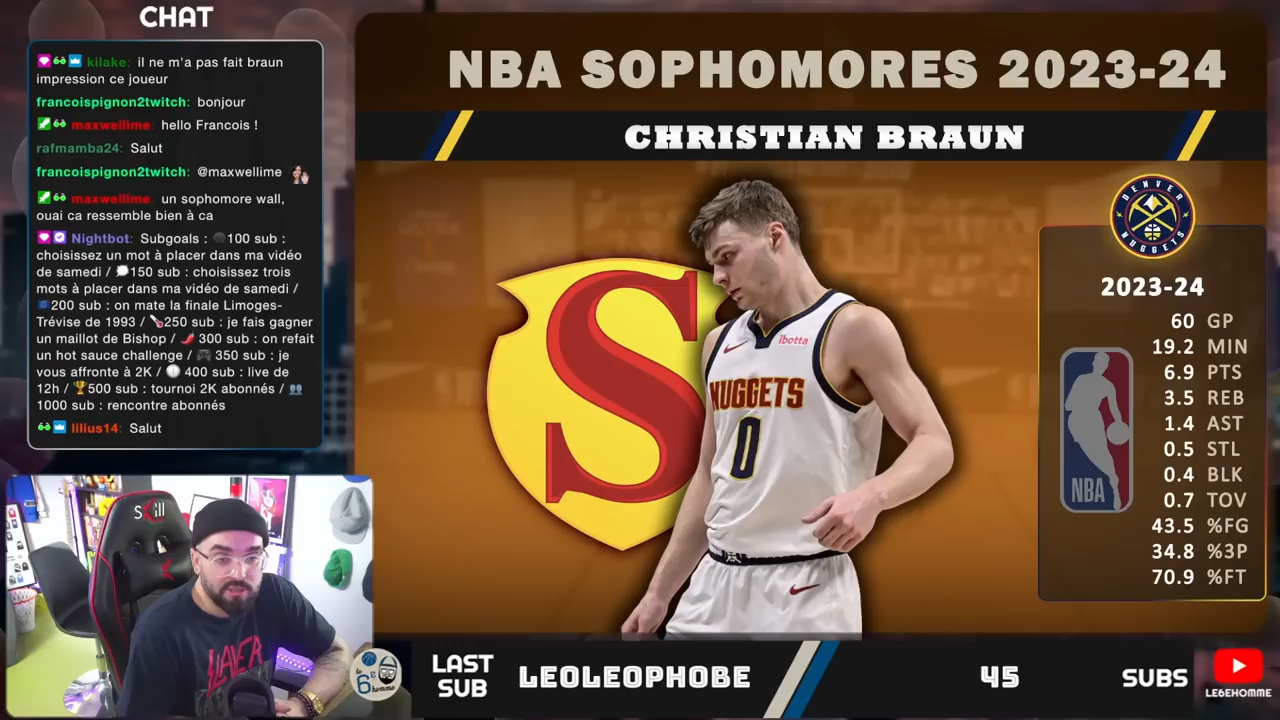 CHAT
kilake: il ne m'a pas fait braun
impression ce joueur
francoispignon2twitch: bonjour
maxwellime: hello Francois !
rafmamba24: Salut
francoispignon2twitch: @maxwellime
maxwellime: un sophomore wall,
ouai ca ressemble bien à ca
Nightbot: Subgoals : 100 sub :
choisissez un mot à placer dans ma vidéo
de samedi / 150 sub : choisissez trois
mots à placer dans ma vidéo de samedi /
200 sub : on mate la finale Limoges-
Trévise de 1993 / 250 sub : je fais gagner
un maillot de Bishop / 300 sub : on refait
un hot sauce challenge / 350 sub : je
vous affronte à 2K / 400 sub : live de
12h / 500 sub : tournoi 2K abonnés /
1000 sub : rencontre abonnés
lilius14: Salut
NBA SOPHOMORES 2023-24
CHRISTIAN BRAUN
S
ibotta
NUGGETS
0
DENVER
NUGGETS
2023-24
60 GP
19.2 MIN
6.9 PTS
3.5 REB
1.4 AST
0.5 STL
0.4 BLK
0.7 TOV
43.5 %FG
34.8 %3P
70.9 %FT
NBA
SKill
SLAYER
le
6e
homme
LAST
SUB
LEOLEOPHOBE
45
SUBS
LE6EHOMME